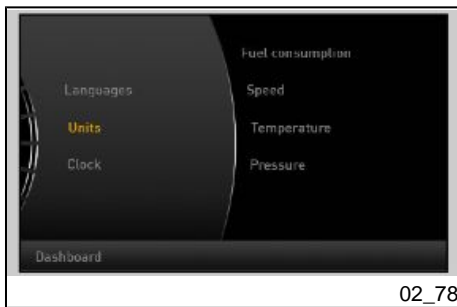 Fuel consumption
Languages
Speed
Units
Temperature
Clock
Pressure
Dashboard
02_78